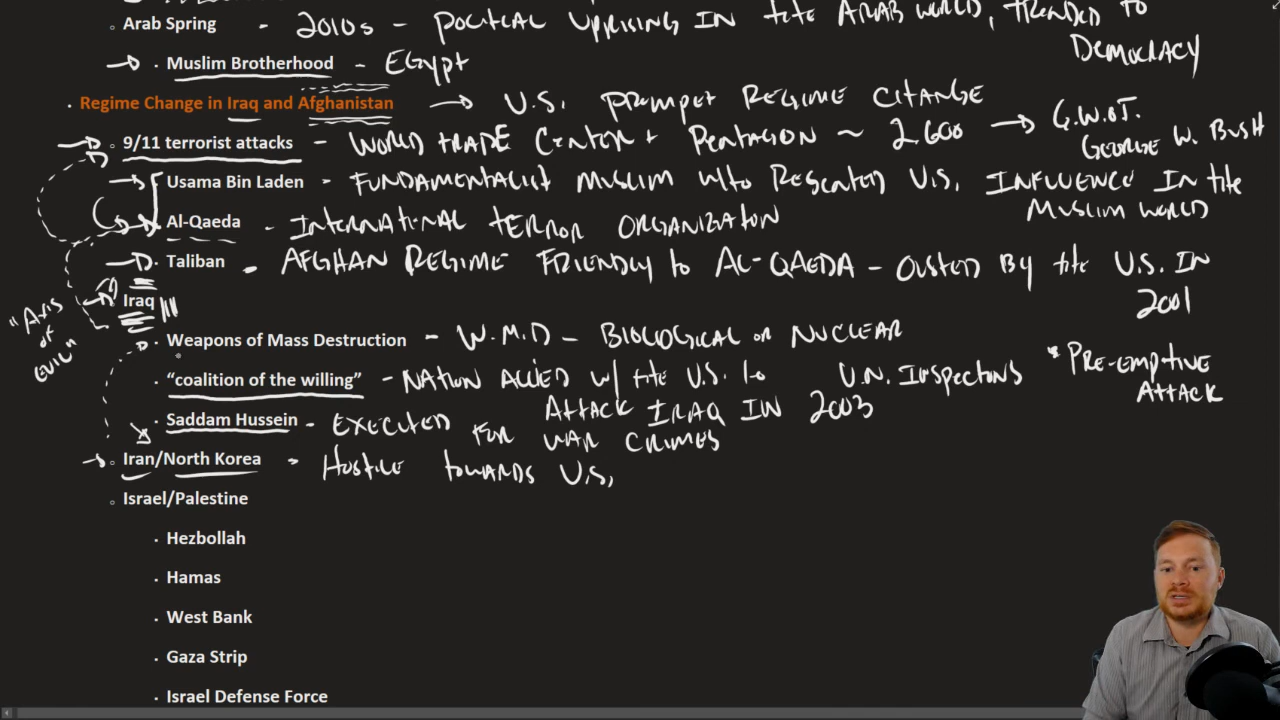 Arab Spring - 2010s - POLITICAL UPRISING IN THE ARAB WORLD, TRENDED TO DEMOCRACY
Muslim Brotherhood - EGYPT
Regime Change in Iraq and Afghanistan → U.S. PROMPET REGIME CHANGE
9/11 terrorist attacks - WORLD TRADE CENTER + PENTAGON ~ 2600 → G.W.O.T. GEORGE W. BUSH
Usama Bin Laden - FUNDAMENTALIST MUSLIM WHO RESENTED U.S. INFLUENCE IN THE MUSLIM WORLD
Al-Qaeda - INTERNATIONAL TERROR ORGANIZATION
Taliban - AFGHAN REGIME FRIENDLY TO AL-QAEDA - OUSTED BY THE U.S. IN 2001
Iraq
"AXIS OF EVIL"
Weapons of Mass Destruction - W.M.D - BIOLOGICAL OR NUCLEAR
"coalition of the willing" - NATION ALLIED W/ THE U.S. TO ATTACK IRAQ IN 2003
U.N. INSPECTORS
* PRE-EMPTIVE ATTACK
Saddam Hussein - EXECUTED FOR WAR CRIMES
Iran/North Korea - HOSTILE TOWARDS U.S.
Israel/Palestine
Hezbollah
Hamas
West Bank
Gaza Strip
Israel Defense Force